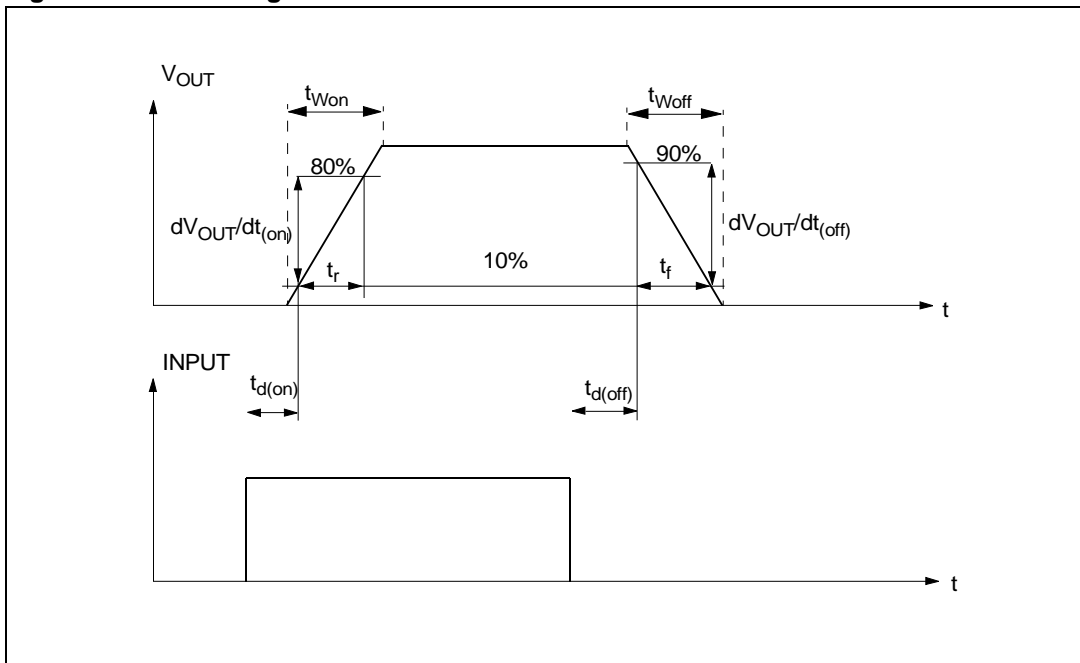 V_OUT
t_Won
t_Woff
80%
90%
dV_OUT/dt_(on)
dV_OUT/dt_(off)
10%
t_r
t_f
t
INPUT
t_d(on)
t_d(off)
t